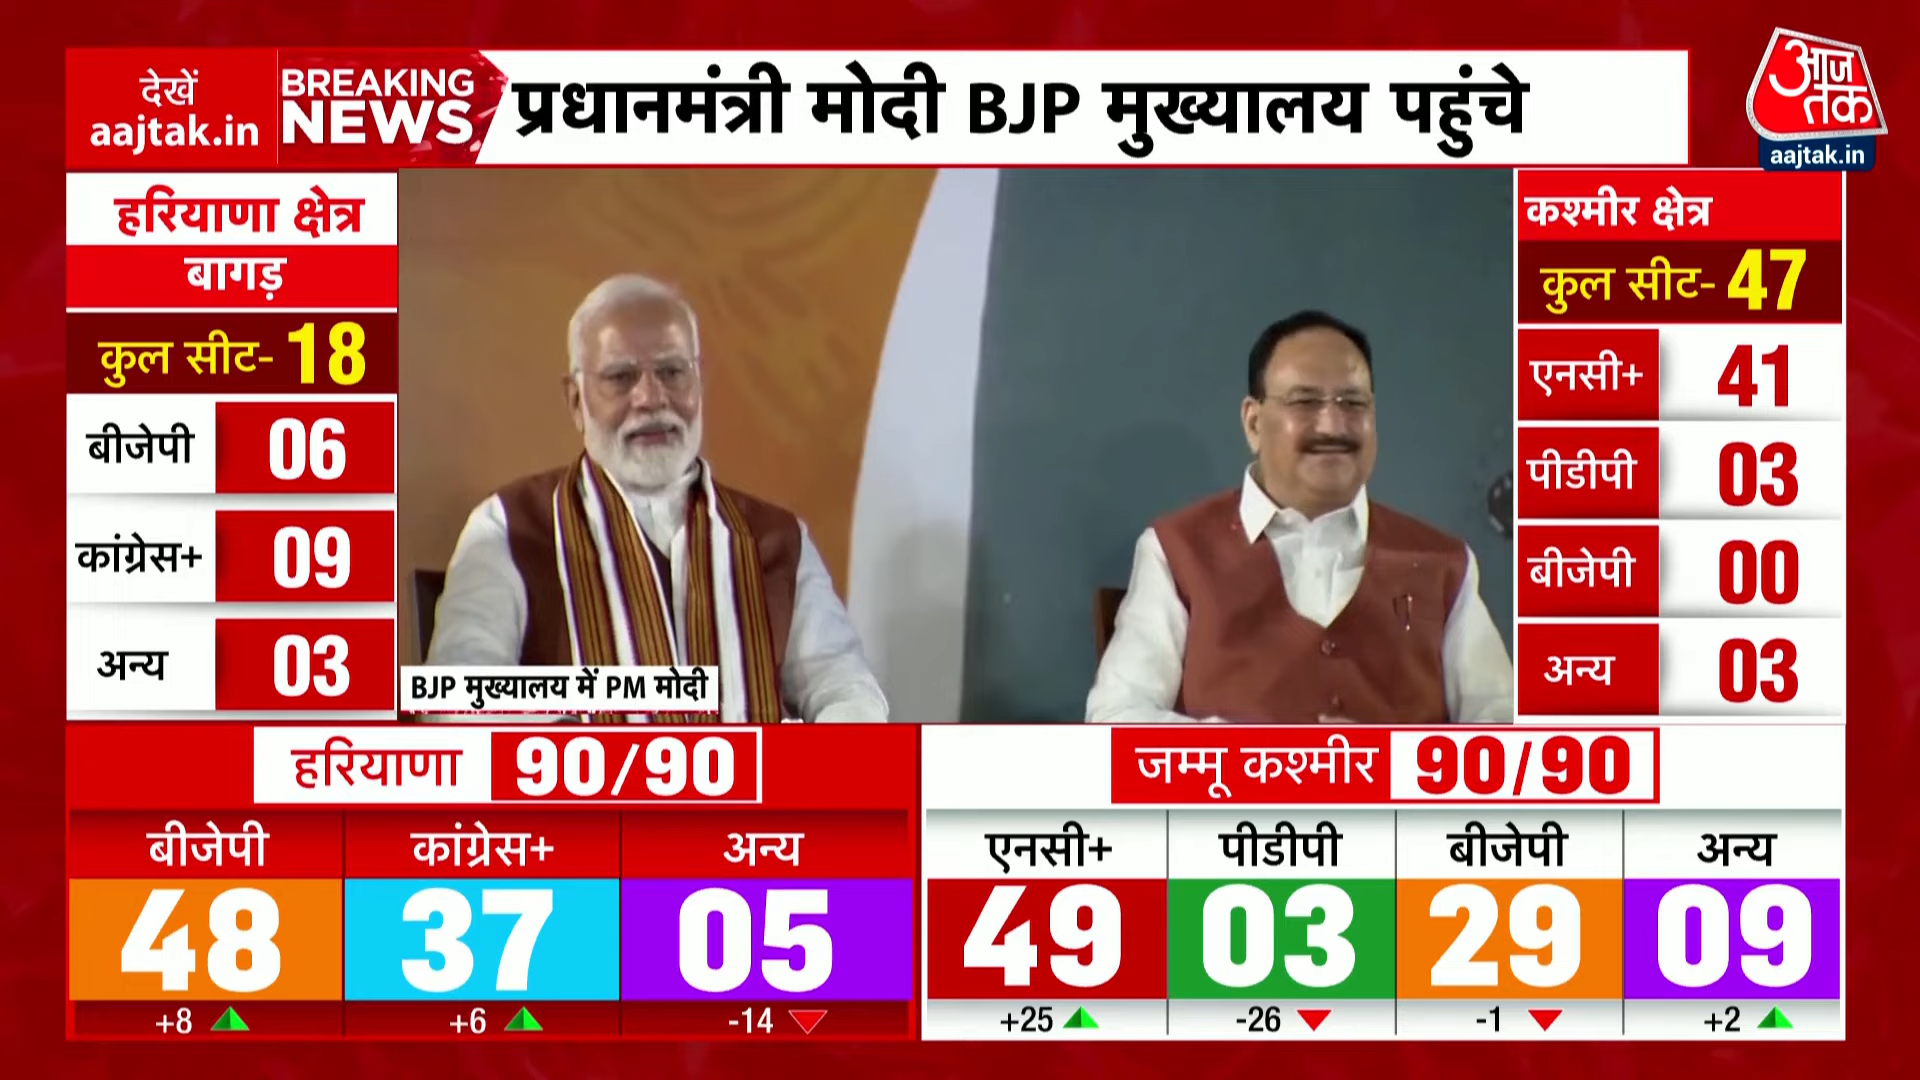 देखें
aajtak.in
BREAKING
NEWS
प्रधानमंत्री मोदी BJP मुख्यालय पहुंचे
आज
तक
aajtak.in
हरियाणा क्षेत्र
बागड़
कुल सीट- 18
बीजेपी 06
कांग्रेस+ 09
अन्य 03
BJP मुख्यालय में PM मोदी
कश्मीर क्षेत्र
कुल सीट- 47
एनसी+ 41
पीडीपी 03
बीजेपी 00
अन्य 03
हरियाणा 90/90
बीजेपी कांग्रेस+ अन्य
48 37 05
+8 +6 -14
जम्मू कश्मीर 90/90
एनसी+ पीडीपी बीजेपी अन्य
49 03 29 09
+25 -26 -1 +2